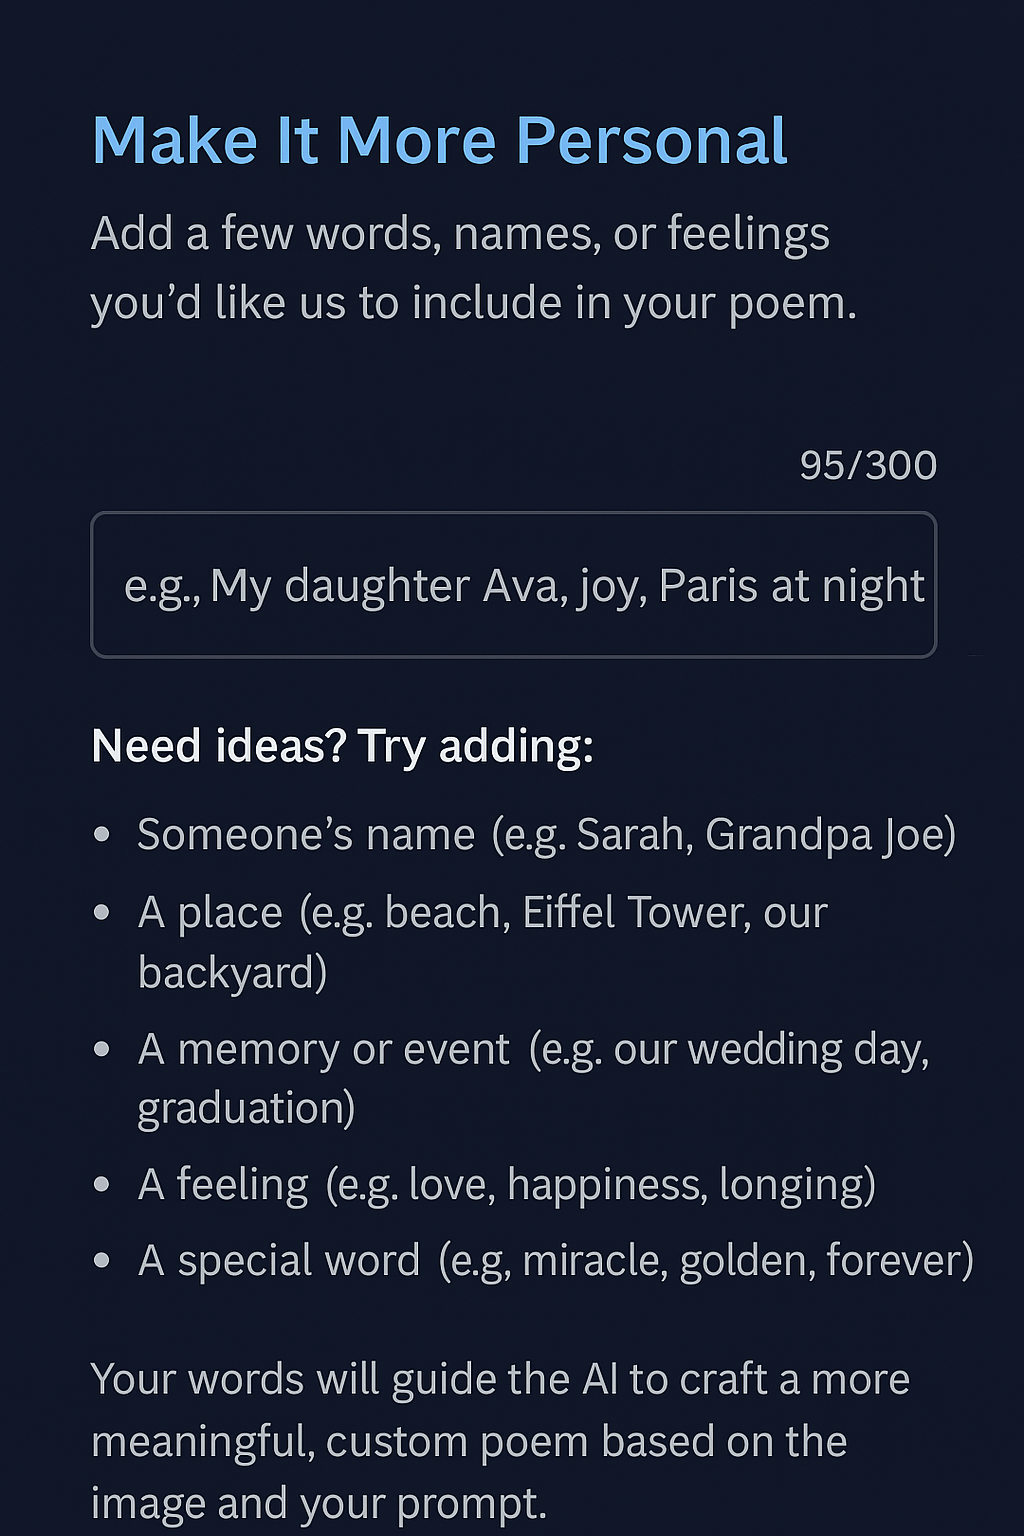 Make It More Personal
Add a few words, names, or feelings
you’d like us to include in your poem.
95/300
e.g., My daughter Ava, joy, Paris at night
Need ideas? Try adding:
• Someone’s name (e.g. Sarah, Grandpa Joe)
• A place (e.g. beach, Eiffel Tower, our
backyard)
• A memory or event (e.g. our wedding day,
graduation)
• A feeling (e.g. love, happiness, longing)
• A special word (e.g, miracle, golden, forever)
Your words will guide the AI to craft a more
meaningful, custom poem based on the
image and your prompt.